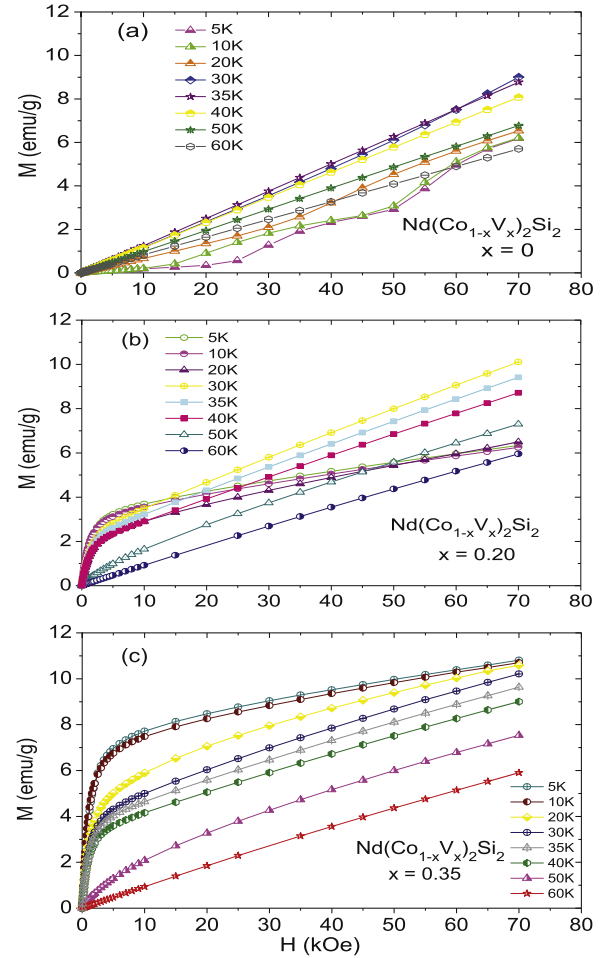 (a)
5K
10K
20K
30K
35K
40K
50K
60K
M (emu/g)
12
10
8
6
4
2
0
Nd(Co1-xVx)2Si2
x = 0
0 10 20 30 40 50 60 70 80
(b)
5K
10K
20K
30K
35K
40K
50K
60K
M (emu/g)
12
10
8
6
4
2
0
Nd(Co1-xVx)2Si2
x = 0.20
0 10 20 30 40 50 60 70 80
(c)
M (emu/g)
12
10
8
6
4
2
0
5K
10K
20K
30K
35K
40K
50K
60K
Nd(Co1-xVx)2Si2
x = 0.35
0 10 20 30 40 50 60 70 80
H (kOe)